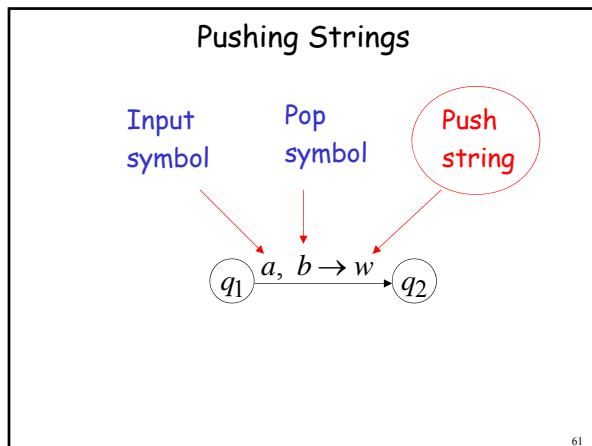 Pushing Strings
Input symbol
Pop symbol
Push string
a, b → w
q1
q2
61